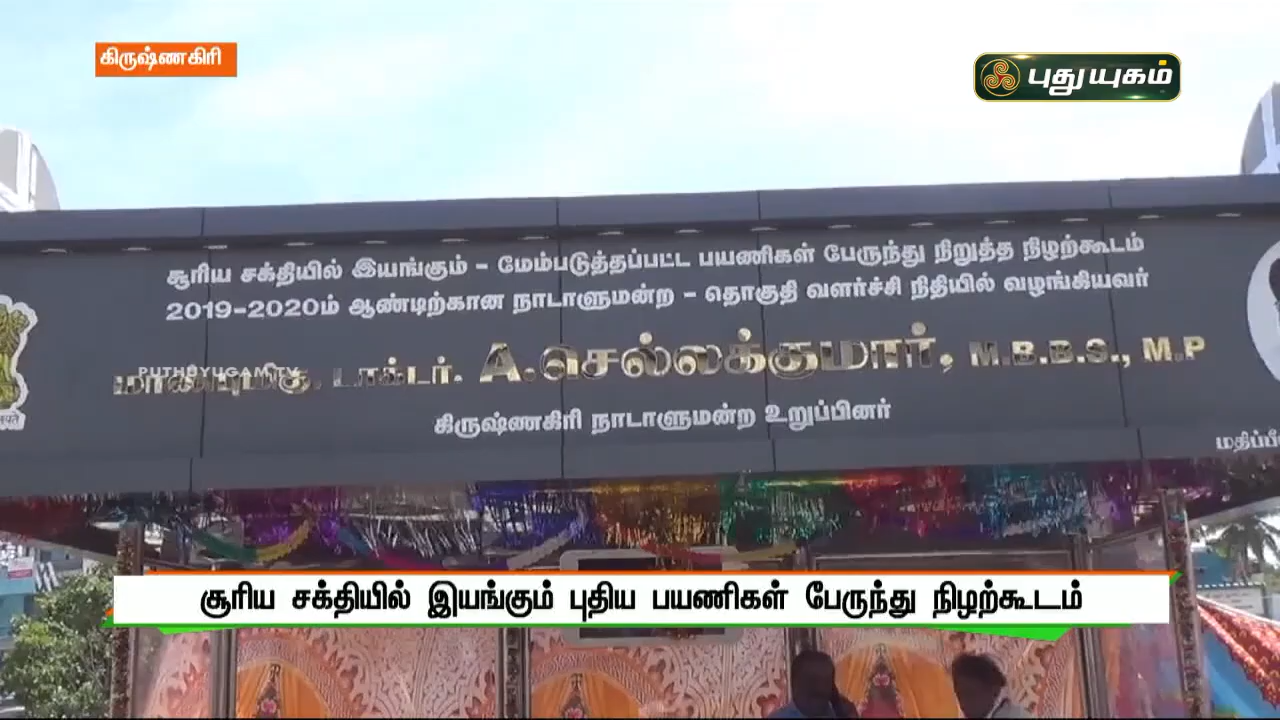 கிருஷ்ணகிரி
புதுயுகம்
சூரிய சக்தியில் இயங்கும் - மேம்படுத்தப்பட்ட பயணிகள் பேருந்து நிறுத்த நிழற்கூடம்
2019-2020ம் ஆண்டிற்கான நாடாளுமன்ற - தொகுதி வளர்ச்சி நிதியில் வழங்கியவர்
மாண்புமிகு. டாக்டர். A.செல்லக்குமார், M.B.B.S., M.P
PUTHUYUGAM TV
கிருஷ்ணகிரி நாடாளுமன்ற உறுப்பினர்
சூரிய சக்தியில் இயங்கும் புதிய பயணிகள் பேருந்து நிழற்கூடம்